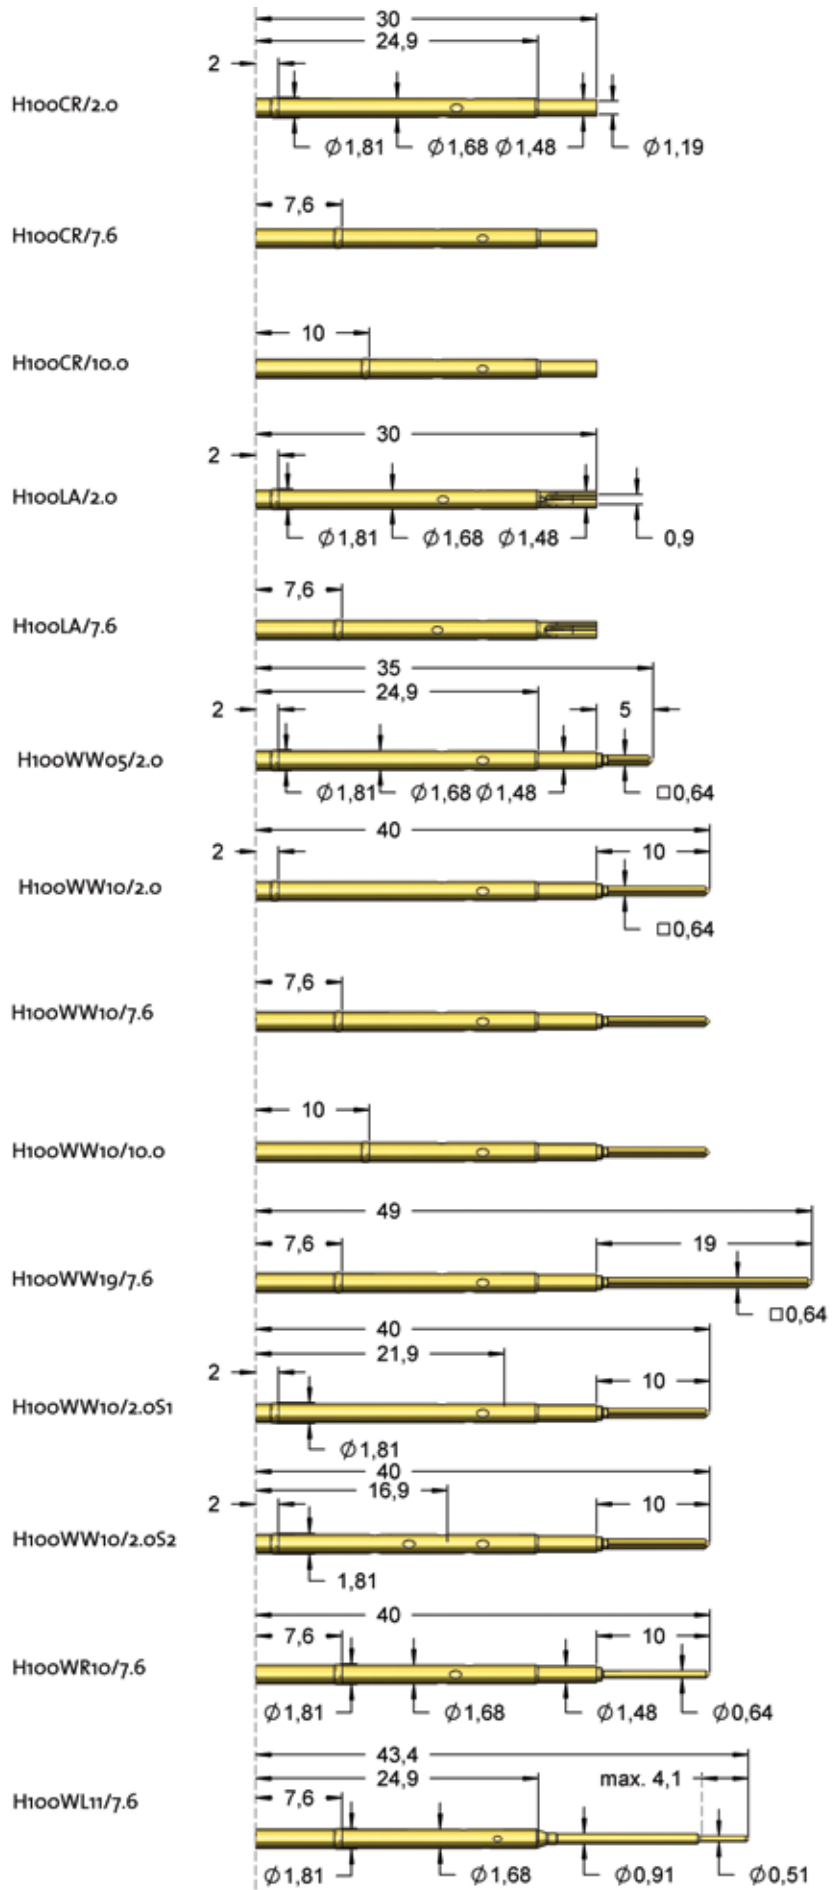 30
24,9
2
H100CR/2.0
Ø1,81 Ø1,68 Ø1,48 Ø1,19
7,6
H100CR/7.6
10
H100CR/10.0
30
2
H100LA/2.0
Ø1,81 Ø1,68 Ø1,48 0,9
7,6
H100LA/7.6
35
24,9
2 5
H100WW05/2.0
Ø1,81 Ø1,68 Ø1,48 □0,64
40
2 10
H100WW10/2.0
□0,64
7,6
H100WW10/7.6
10
H100WW10/10.0
49
7,6 19
H100WW19/7.6
□0,64
40
21,9
2 10
H100WW10/2.0S1
Ø1,81
40
16,9
2 10
H100WW10/2.0S2
1,81
40
7,6 10
H100WR10/7.6
Ø1,81 Ø1,68 Ø1,48 Ø0,64
43,4
24,9 max. 4,1
7,6
H100WL11/7.6
Ø1,81 Ø1,68 Ø0,91 Ø0,51